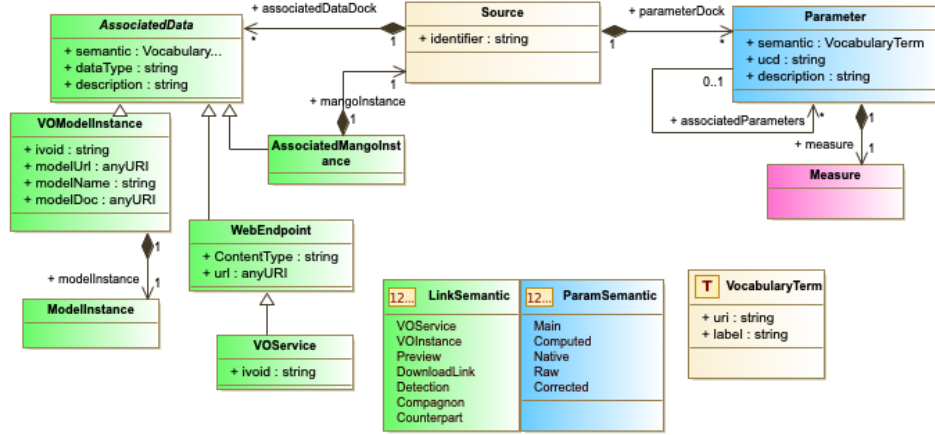 AssociatedData
+ semantic : Vocabulary...
+ dataType : string
+ description : string
+ associatedDataDock
*
1
Source
+ identifier : string
1
+ parameterDock
*
Parameter
+ semantic : VocabularyTerm
+ ucd : string
+ description : string
0..1
+ associatedParameters
*
1
+ measure
1
Measure
1
+ mangoInstance
1
AssociatedMangoInst
ance
VOModelInstance
+ ivoid : string
+ modelUrl : anyURI
+ modelName : string
+ modelDoc : anyURI
1
+ modelInstance
1
ModelInstance
WebEndpoint
+ ContentType : string
+ url : anyURI
VOService
+ ivoid : string
12...
LinkSemantic
VOService
VOInstance
Preview
DownloadLink
Detection
Compagnon
Counterpart
12...
ParamSemantic
Main
Computed
Native
Raw
Corrected
T
VocabularyTerm
+ uri : string
+ label : string